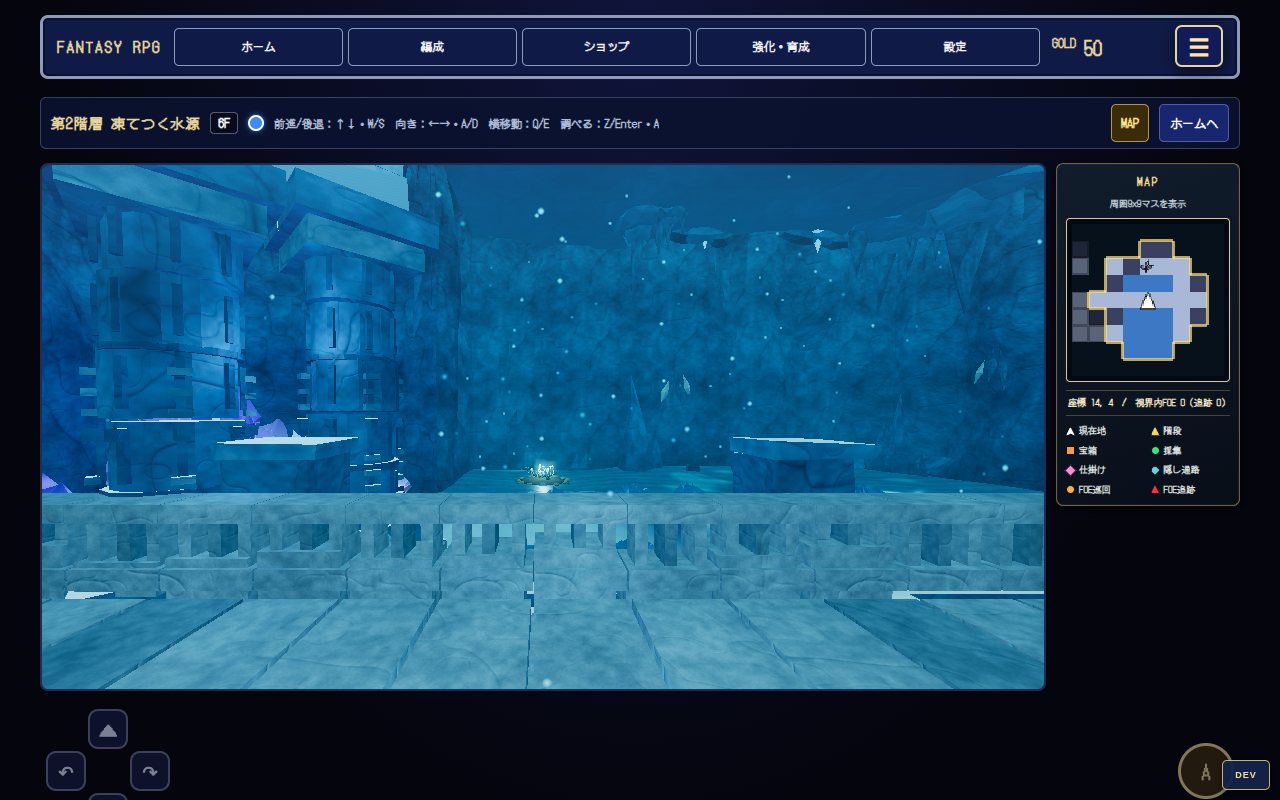 FANTASY RPG
ホーム
編成
ショップ
強化・育成
設定
GOLD 50
第2階層 凍てつく水源
6F
前進/後退：↑↓・W/S 向き：←→・A/D 横移動：Q/E 調べる：Z/Enter・A
MAP
ホームへ
MAP
周囲9x9マスを表示
座標 14, 4 / 視界内FOE 0 (追跡 0)
現在地
階段
宝箱
採集
仕掛け
隠し通路
FOE巡回
FOE追跡
A
DEV